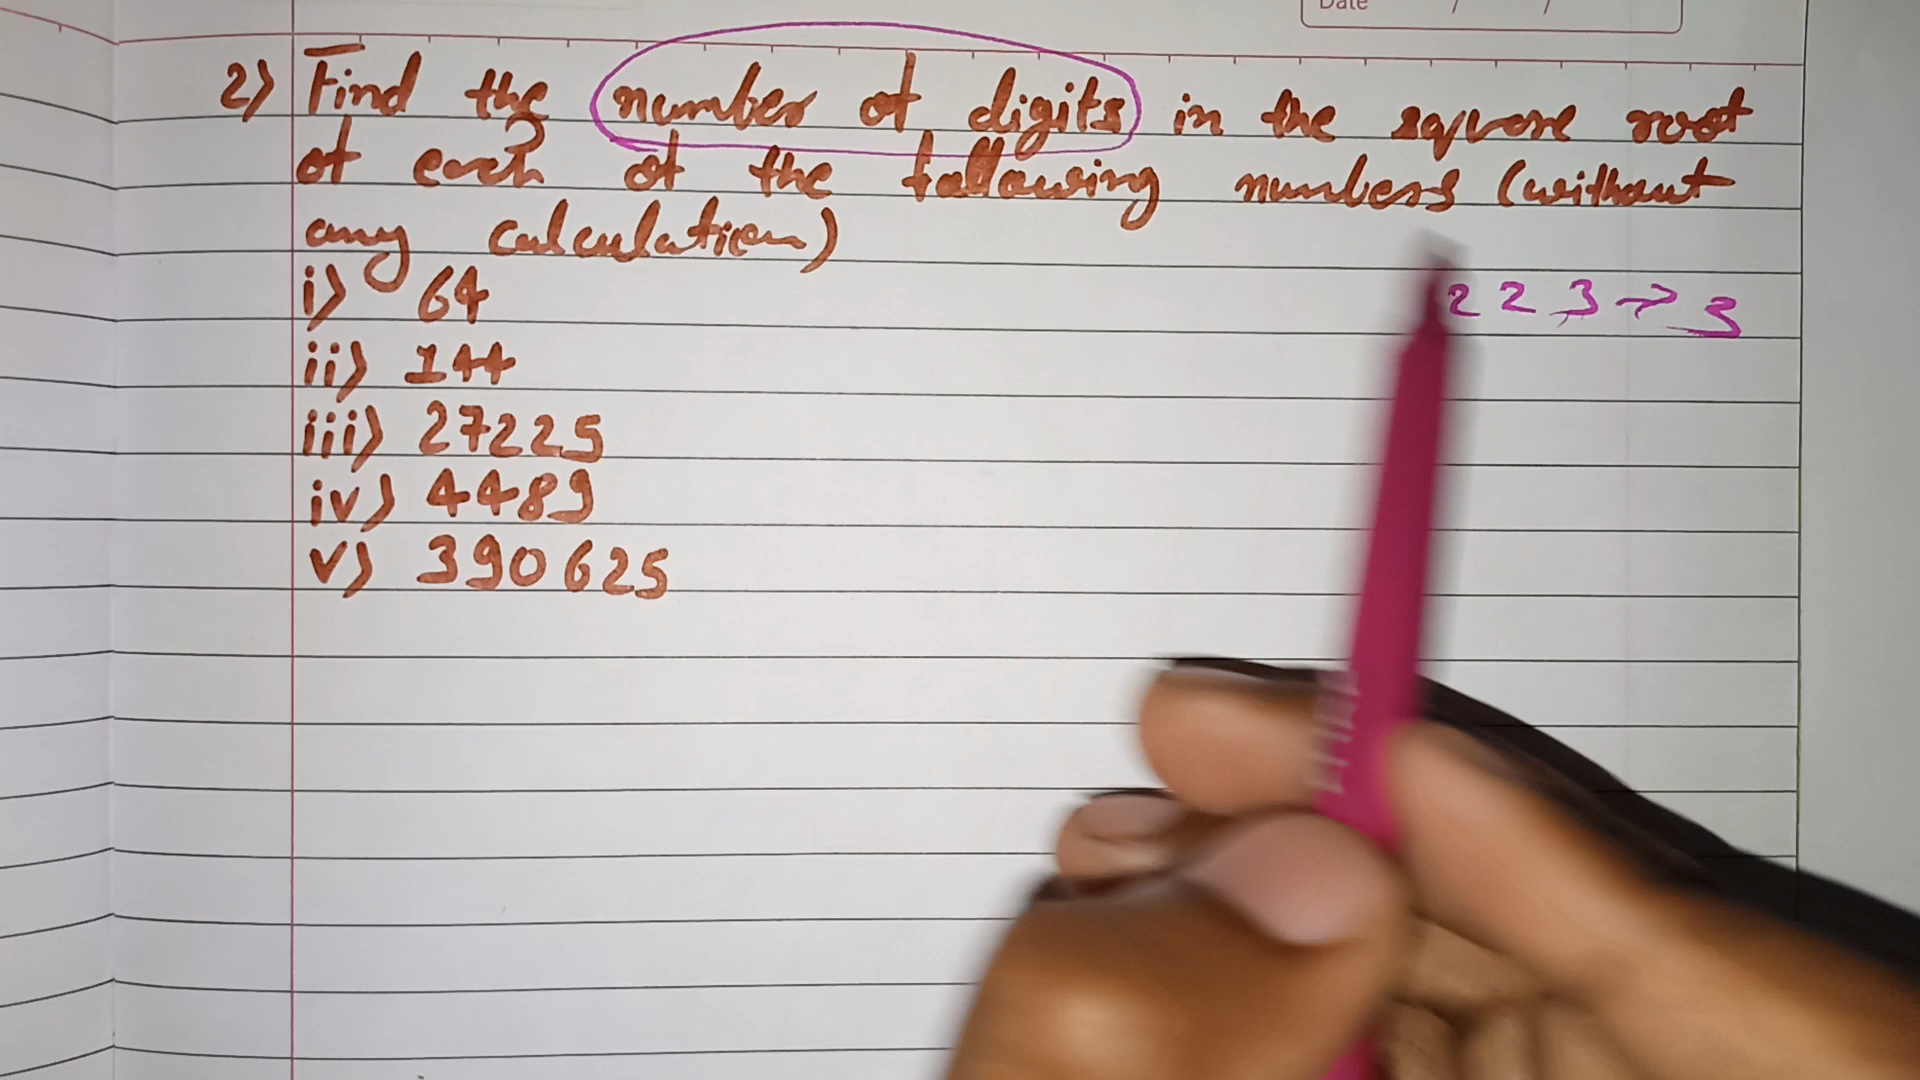 Date / /
2) Find the number of digits in the square root
of each of the following numbers (without
any calculation)
i) 64
2 2 3 → 3
ii) 144
iii) 27225
iv) 4489
v) 390625